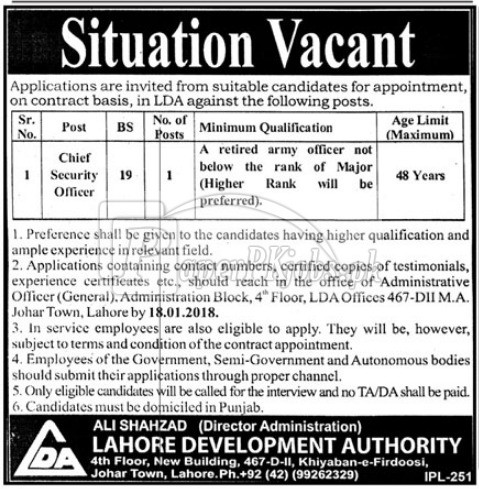 Situation Vacant
Applications are invited from suitable candidates for appointment,
on contract basis, in LDA against the following posts.
Sr. No. Post BS No. of Posts Minimum Qualification Age Limit (Maximum)
1 Chief Security Officer 19 1 A retired army officer not below the rank of Major (Higher Rank will be preferred). 48 Years
1. Preference shall be given to the candidates having higher qualification and
ample experience in relevant field.
2. Applications containing contact numbers, certified copies of testimonials,
experience certificates etc., should reach in the office of Administrative
Officer (General), Administration Block, 4th Floor, LDA Offices 467-DII M.A.
Johar Town, Lahore by 18.01.2018.
3. In service employees are also eligible to apply. They will be, however,
subject to terms and condition of the contract appointment.
4. Employees of the Government, Semi-Government and Autonomous bodies
should submit their applications through proper channel.
5. Only eligible candidates will be called for the interview and no TA/DA shall be paid.
6. Candidates must be domiciled in Punjab.
ALI SHAHZAD (Director Administration)
LDA
LAHORE DEVELOPMENT AUTHORITY
4th Floor, New Building, 467-D-II, Khiyaban-e-Firdoosi,
Johar Town, Lahore.Ph.+92 (42) (99262329)
IPL-251